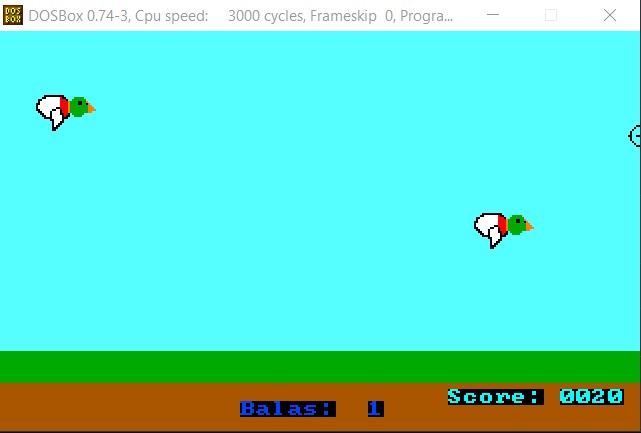 DOS BOX
DOSBox 0.74-3, Cpu speed: 3000 cycles, Frameskip 0, Progra...
Score: 0020
Balas: 1